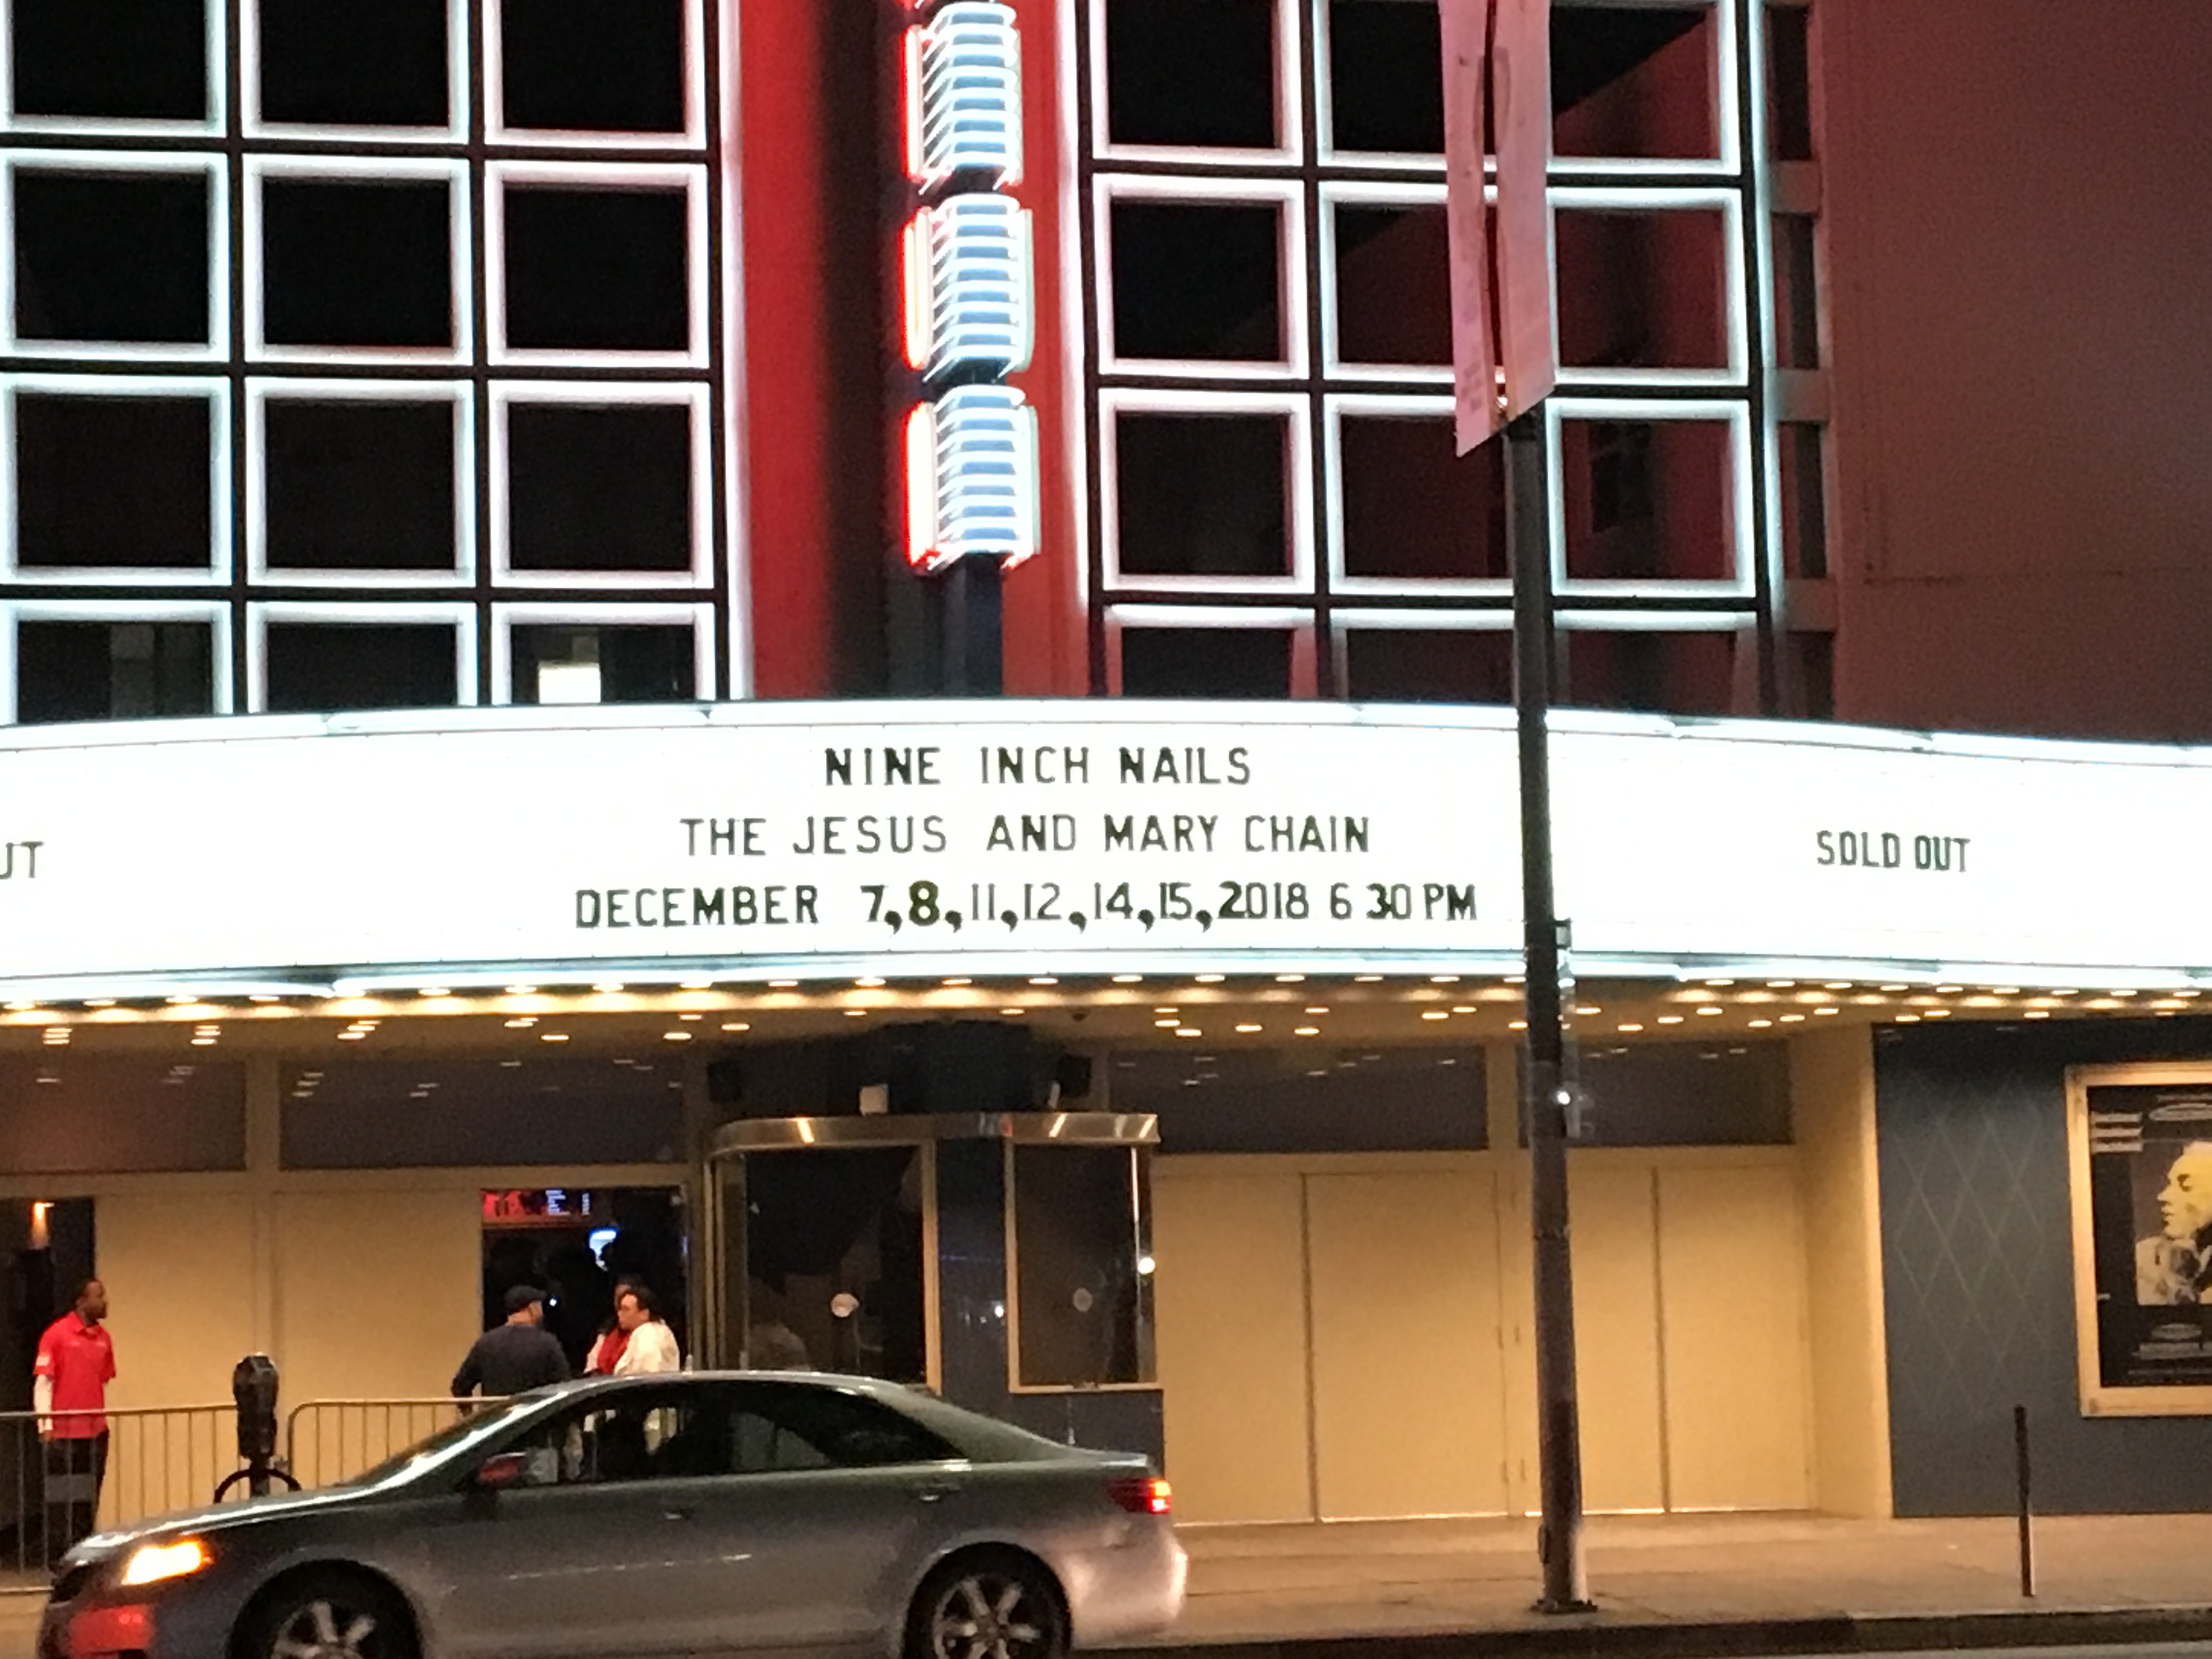 NINE INCH NAILS
THE JESUS AND MARY CHAIN
DECEMBER 7,8,11,12,14,15,2018 6 30 PM
UT
SOLD OUT